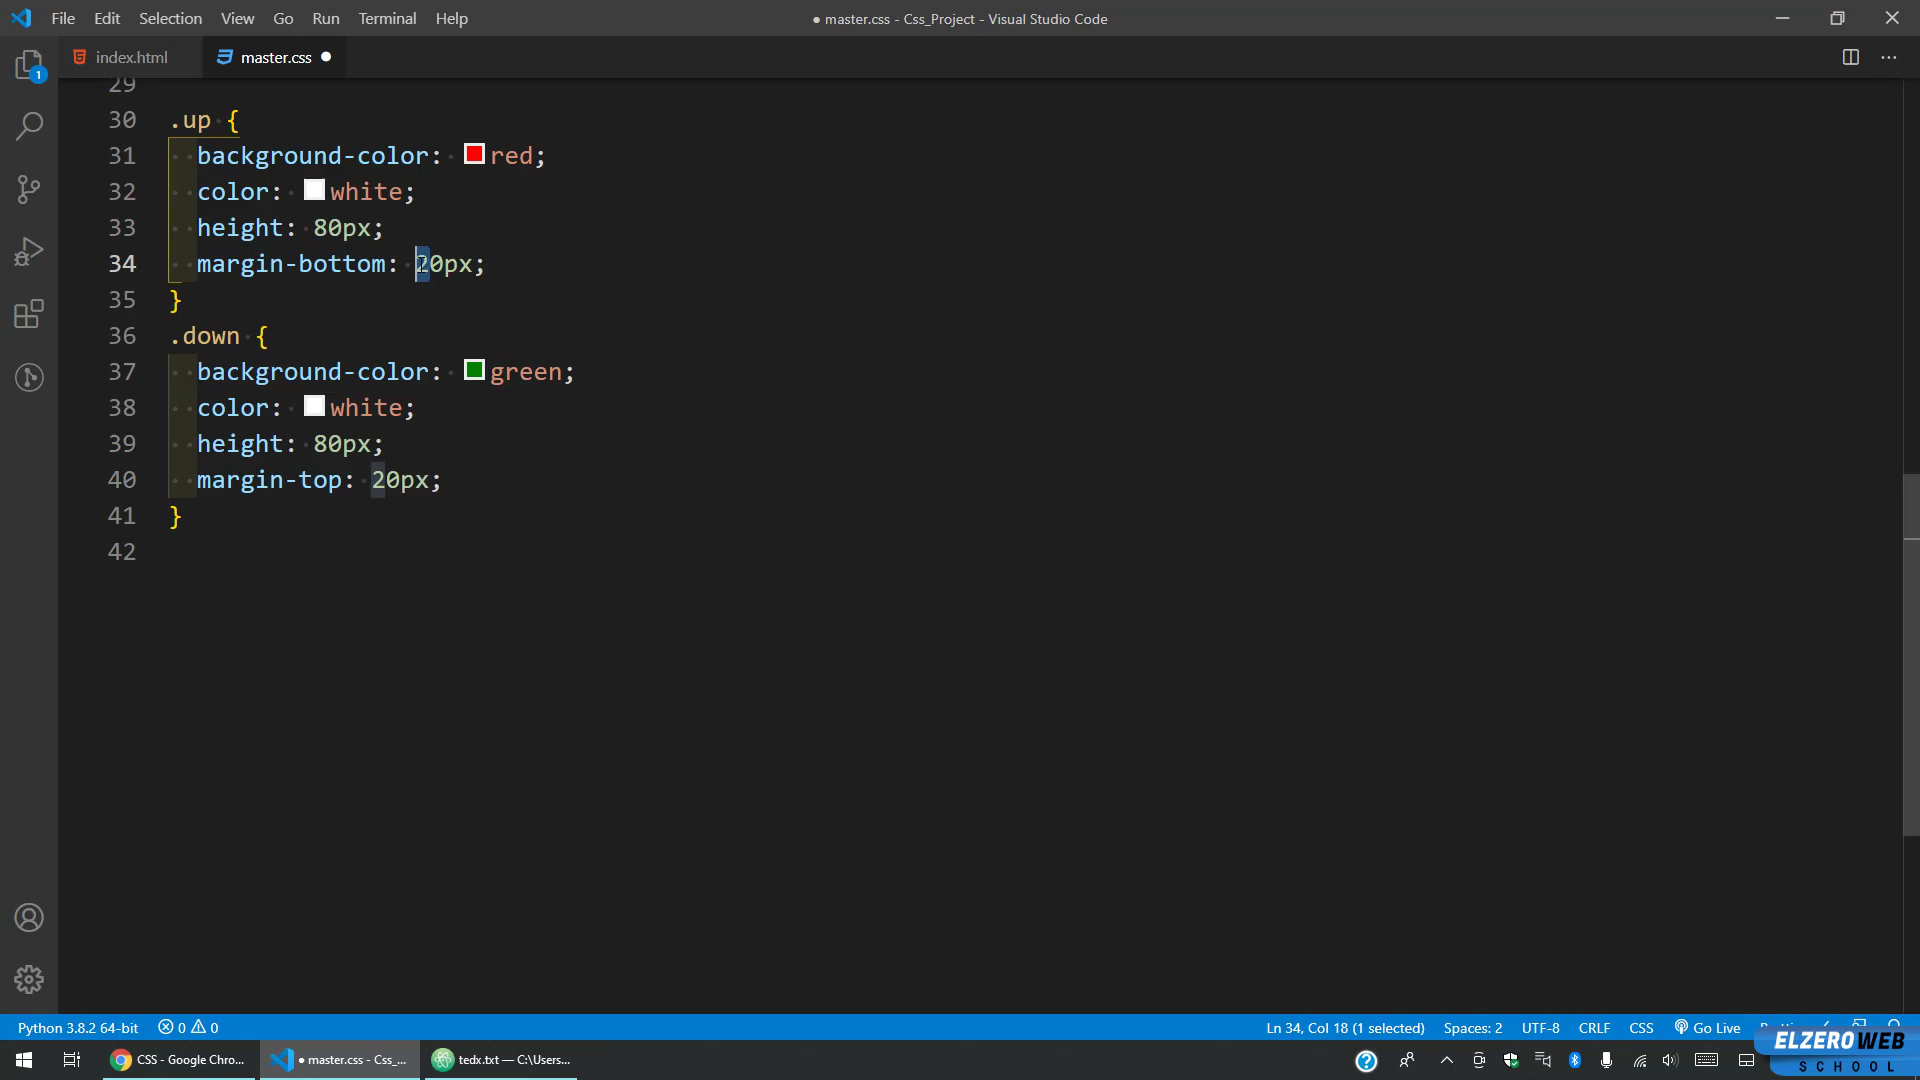 File Edit Selection View Go Run Terminal Help
● master.css - Css_Project - Visual Studio Code
index.html master.css ●
1
29
30 .up {
31 background-color: red;
32 color: white;
33 height: 80px;
34 margin-bottom: 20px;
35 }
36 .down {
37 background-color: green;
38 color: white;
39 height: 80px;
40 margin-top: 20px;
41 }
42
Python 3.8.2 64-bit 0 0 Ln 34, Col 18 (1 selected) Spaces: 2 UTF-8 CRLF CSS Go Live
ELZEROWEB
SCHOOL
CSS - Google Chro... ● master.css - Css_... tedx.txt — C:\Users...